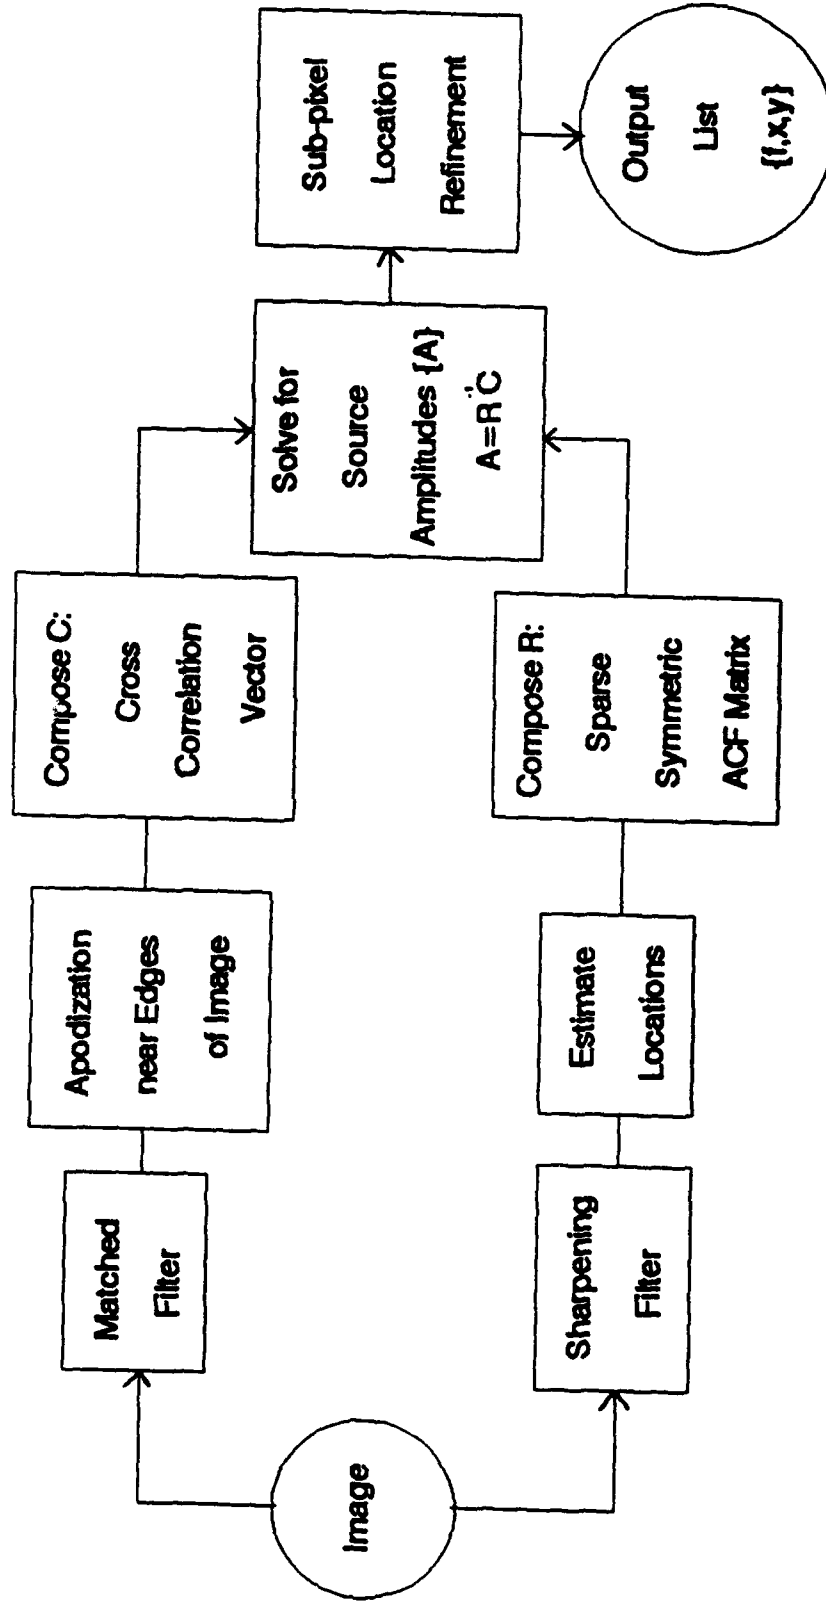 Image
Matched
Filter
Apodization
near Edges
of Image
Compose C:
Cross
Correlation
Vector
Sharpening
Filter
Estimate
Locations
Compose R:
Sparse
Symmetric
ACF Matrix
Solve for
Source
Amplitudes {A}
A=R⁻¹C
Sub-pixel
Location
Refinement
Output
List
{f,x,y}